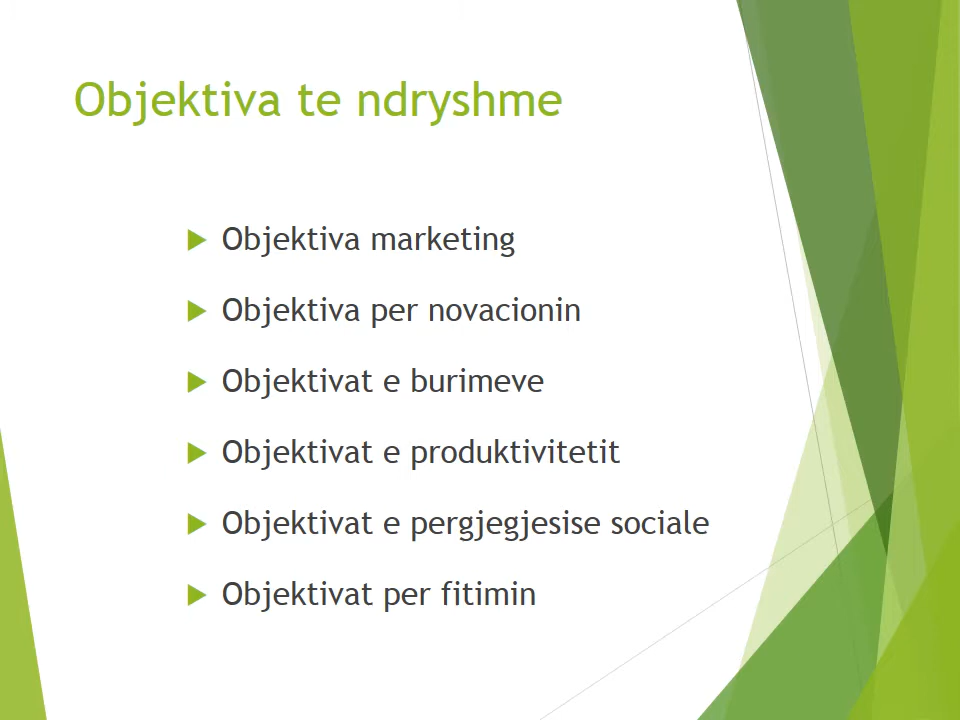 Objektiva te ndryshme
Objektiva marketing
Objektiva per novacionin
Objektivat e burimeve
Objektivat e produktivitetit
Objektivat e pergjegjesise sociale
Objektivat per fitimin